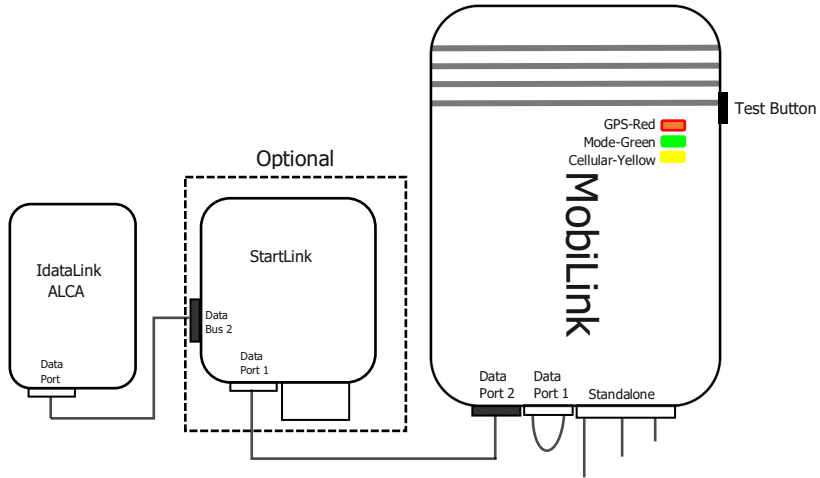 Test Button
GPS-Red
Mode-Green
Cellular-Yellow
MobiLink
Optional
StartLink
IdataLink
ALCA
Data
Bus 2
Data
Port 1
Data
Port
Data
Port 2
Data
Port 1
Standalone